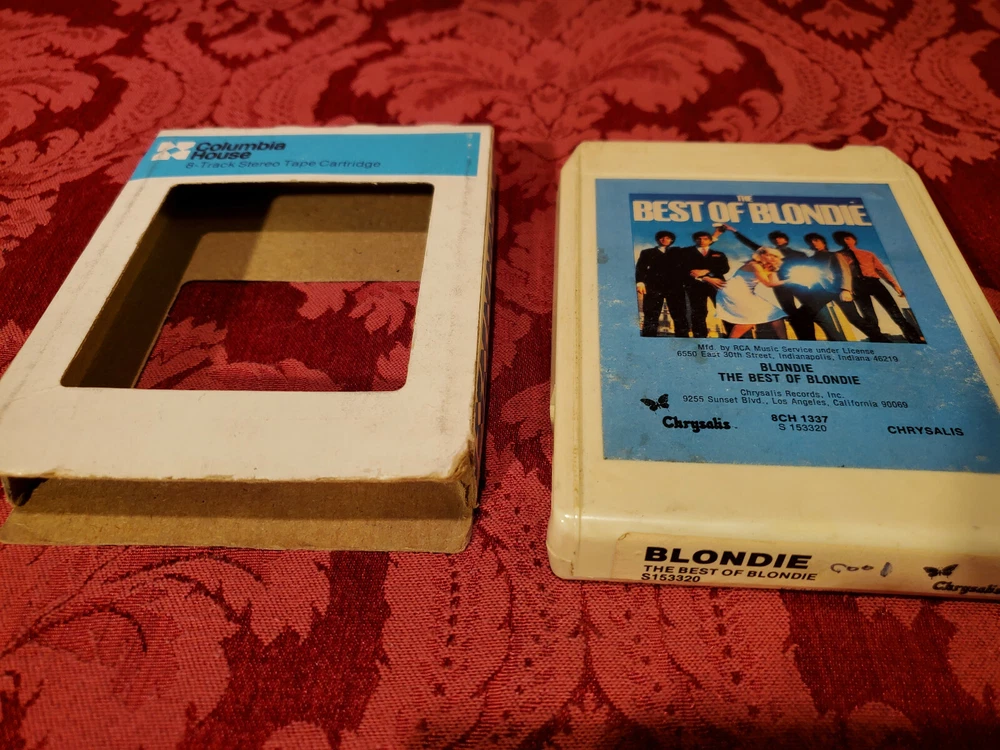 Columbia
House
8-Track Stereo Tape Cartridge
THE
BEST OF BLONDIE
Mfd. by RCA Music Service under License
6550 East 30th Street, Indianapolis, Indiana 46219
BLONDIE
THE BEST OF BLONDIE
Chrysalis Records, Inc.
9255 Sunset Blvd., Los Angeles, California 90069
Chrysalis
8CH 1337
S 153320
CHRYSALIS
BLONDIE
THE BEST OF BLONDIE
S153320
Chrysalis